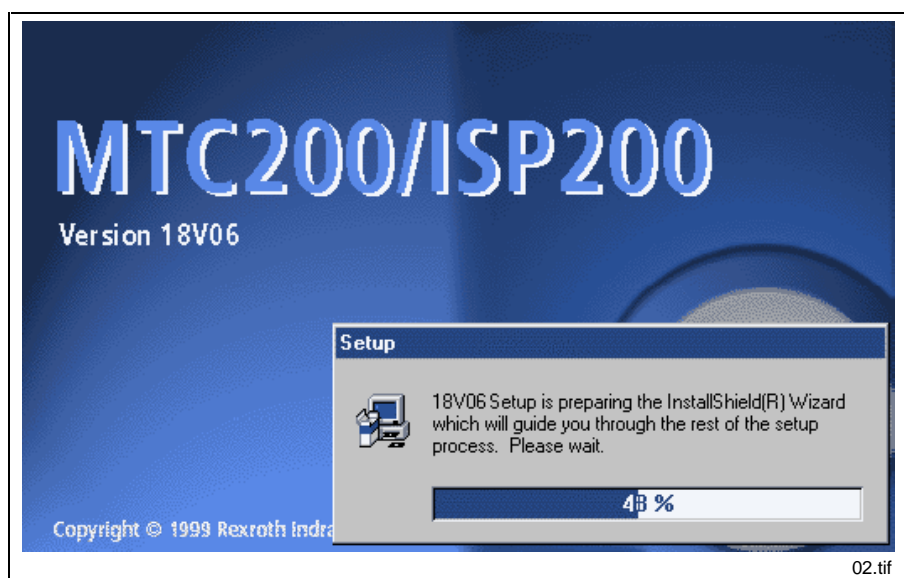 MTC200/ISP200
Version 18V06
Setup
18V06 Setup is preparing the InstallShield(R) Wizard
which will guide you through the rest of the setup
process. Please wait.
48 %
Copyright © 1999 Rexroth
02.tif